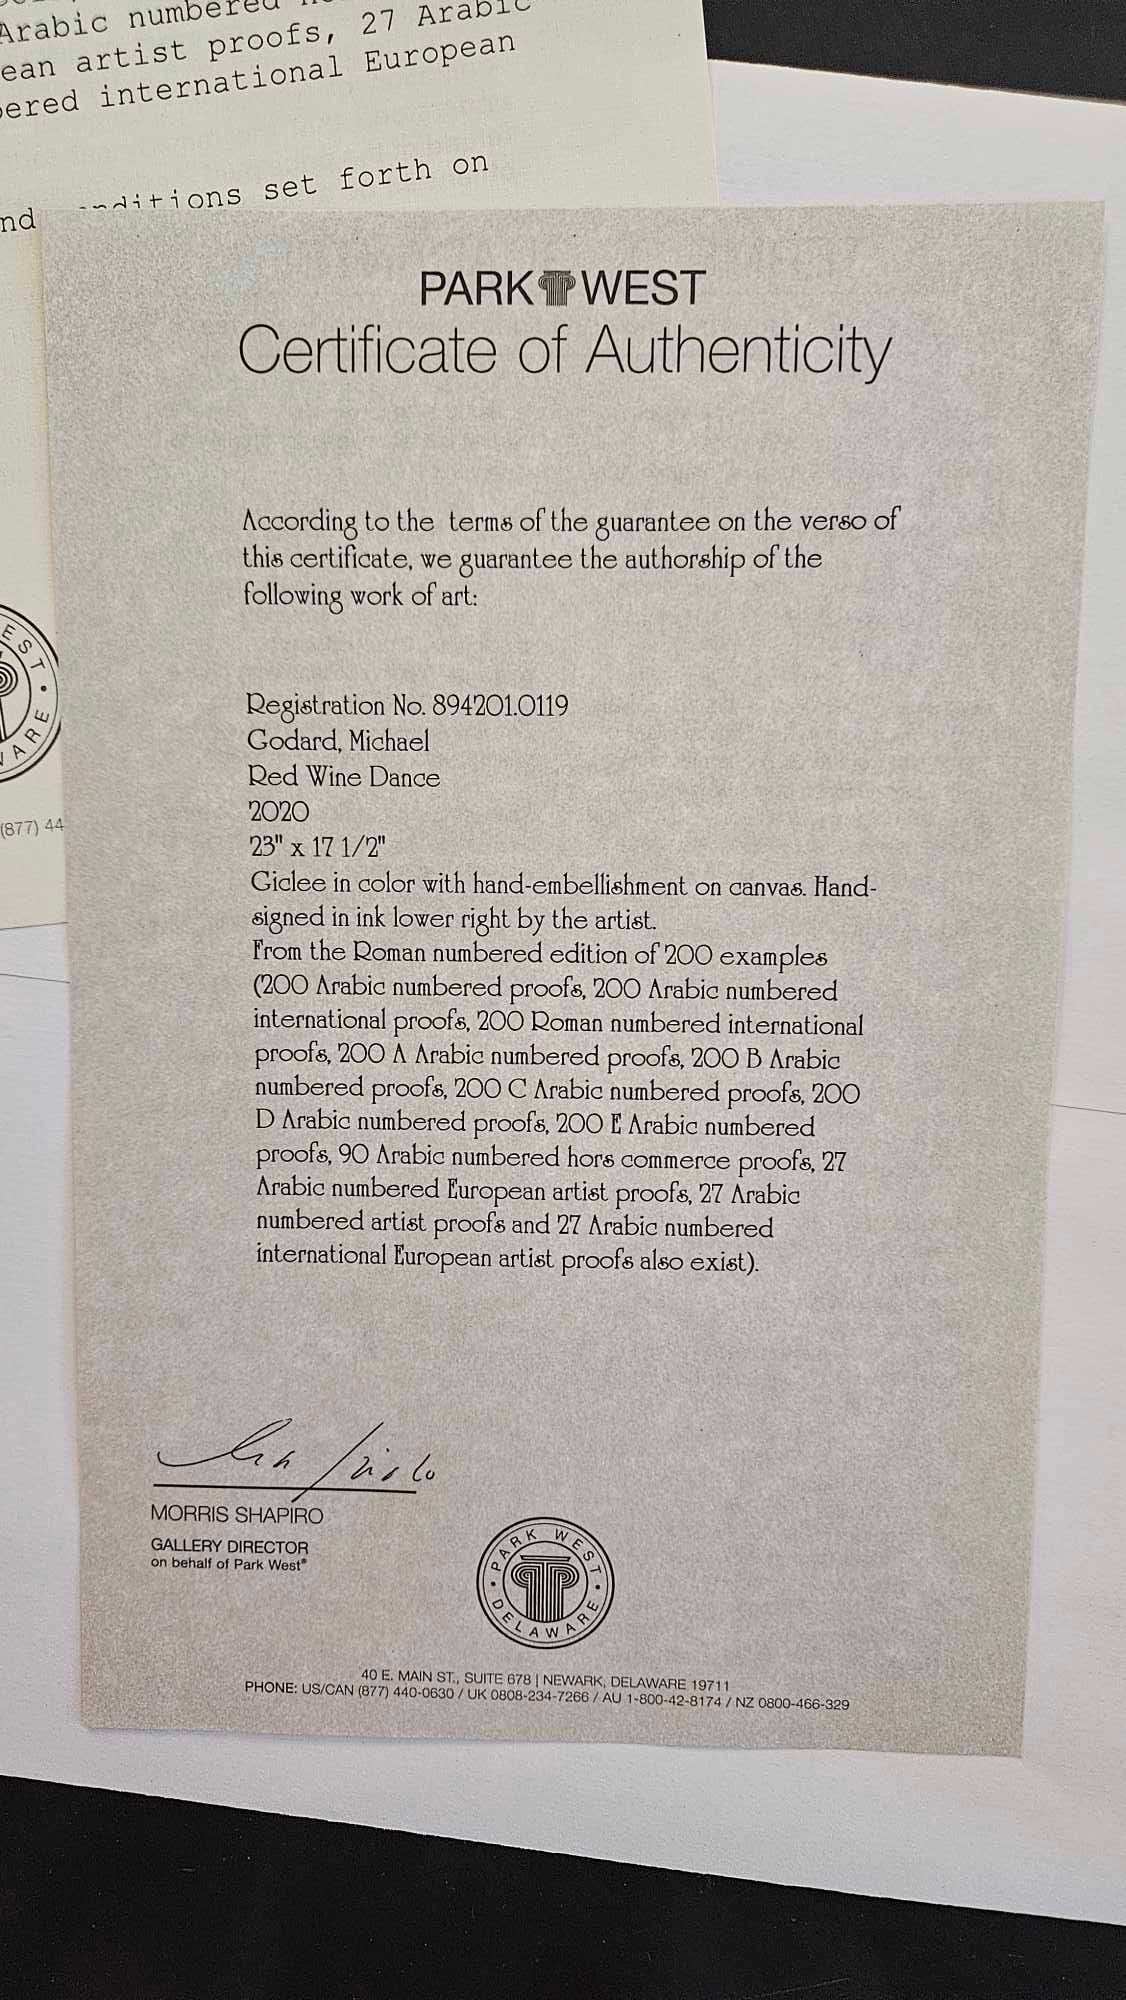 Arabic numbered
ean artist proofs, 27 Arabic
bered international European
nd conditions set forth on
PARK WEST
Certificate of Authenticity
According to the terms of the guarantee on the verso of
this certificate, we guarantee the authorship of the
following work of art:
Registration No. 894201.0119
Godard, Michael
Red Wine Dance
2020
23" x 17 1/2"
Giclee in color with hand-embellishment on canvas. Hand-
signed in ink lower right by the artist.
From the Roman numbered edition of 200 examples
(200 Arabic numbered proofs, 200 Arabic numbered
international proofs, 200 Roman numbered international
proofs, 200 A Arabic numbered proofs, 200 B Arabic
numbered proofs, 200 C Arabic numbered proofs, 200
D Arabic numbered proofs, 200 E Arabic numbered
proofs, 90 Arabic numbered hors commerce proofs, 27
Arabic numbered European artist proofs, 27 Arabic
numbered artist proofs and 27 Arabic numbered
international European artist proofs also exist).
EST • WARE
(877) 44
MORRIS SHAPIRO
GALLERY DIRECTOR
on behalf of Park West®
PARK WEST • DELAWARE •
40 E. MAIN ST., SUITE 678 | NEWARK, DELAWARE 19711
PHONE: US/CAN (877) 440-0630 / UK 0808-234-7266 / AU 1-800-42-8174 / NZ 0800-466-329